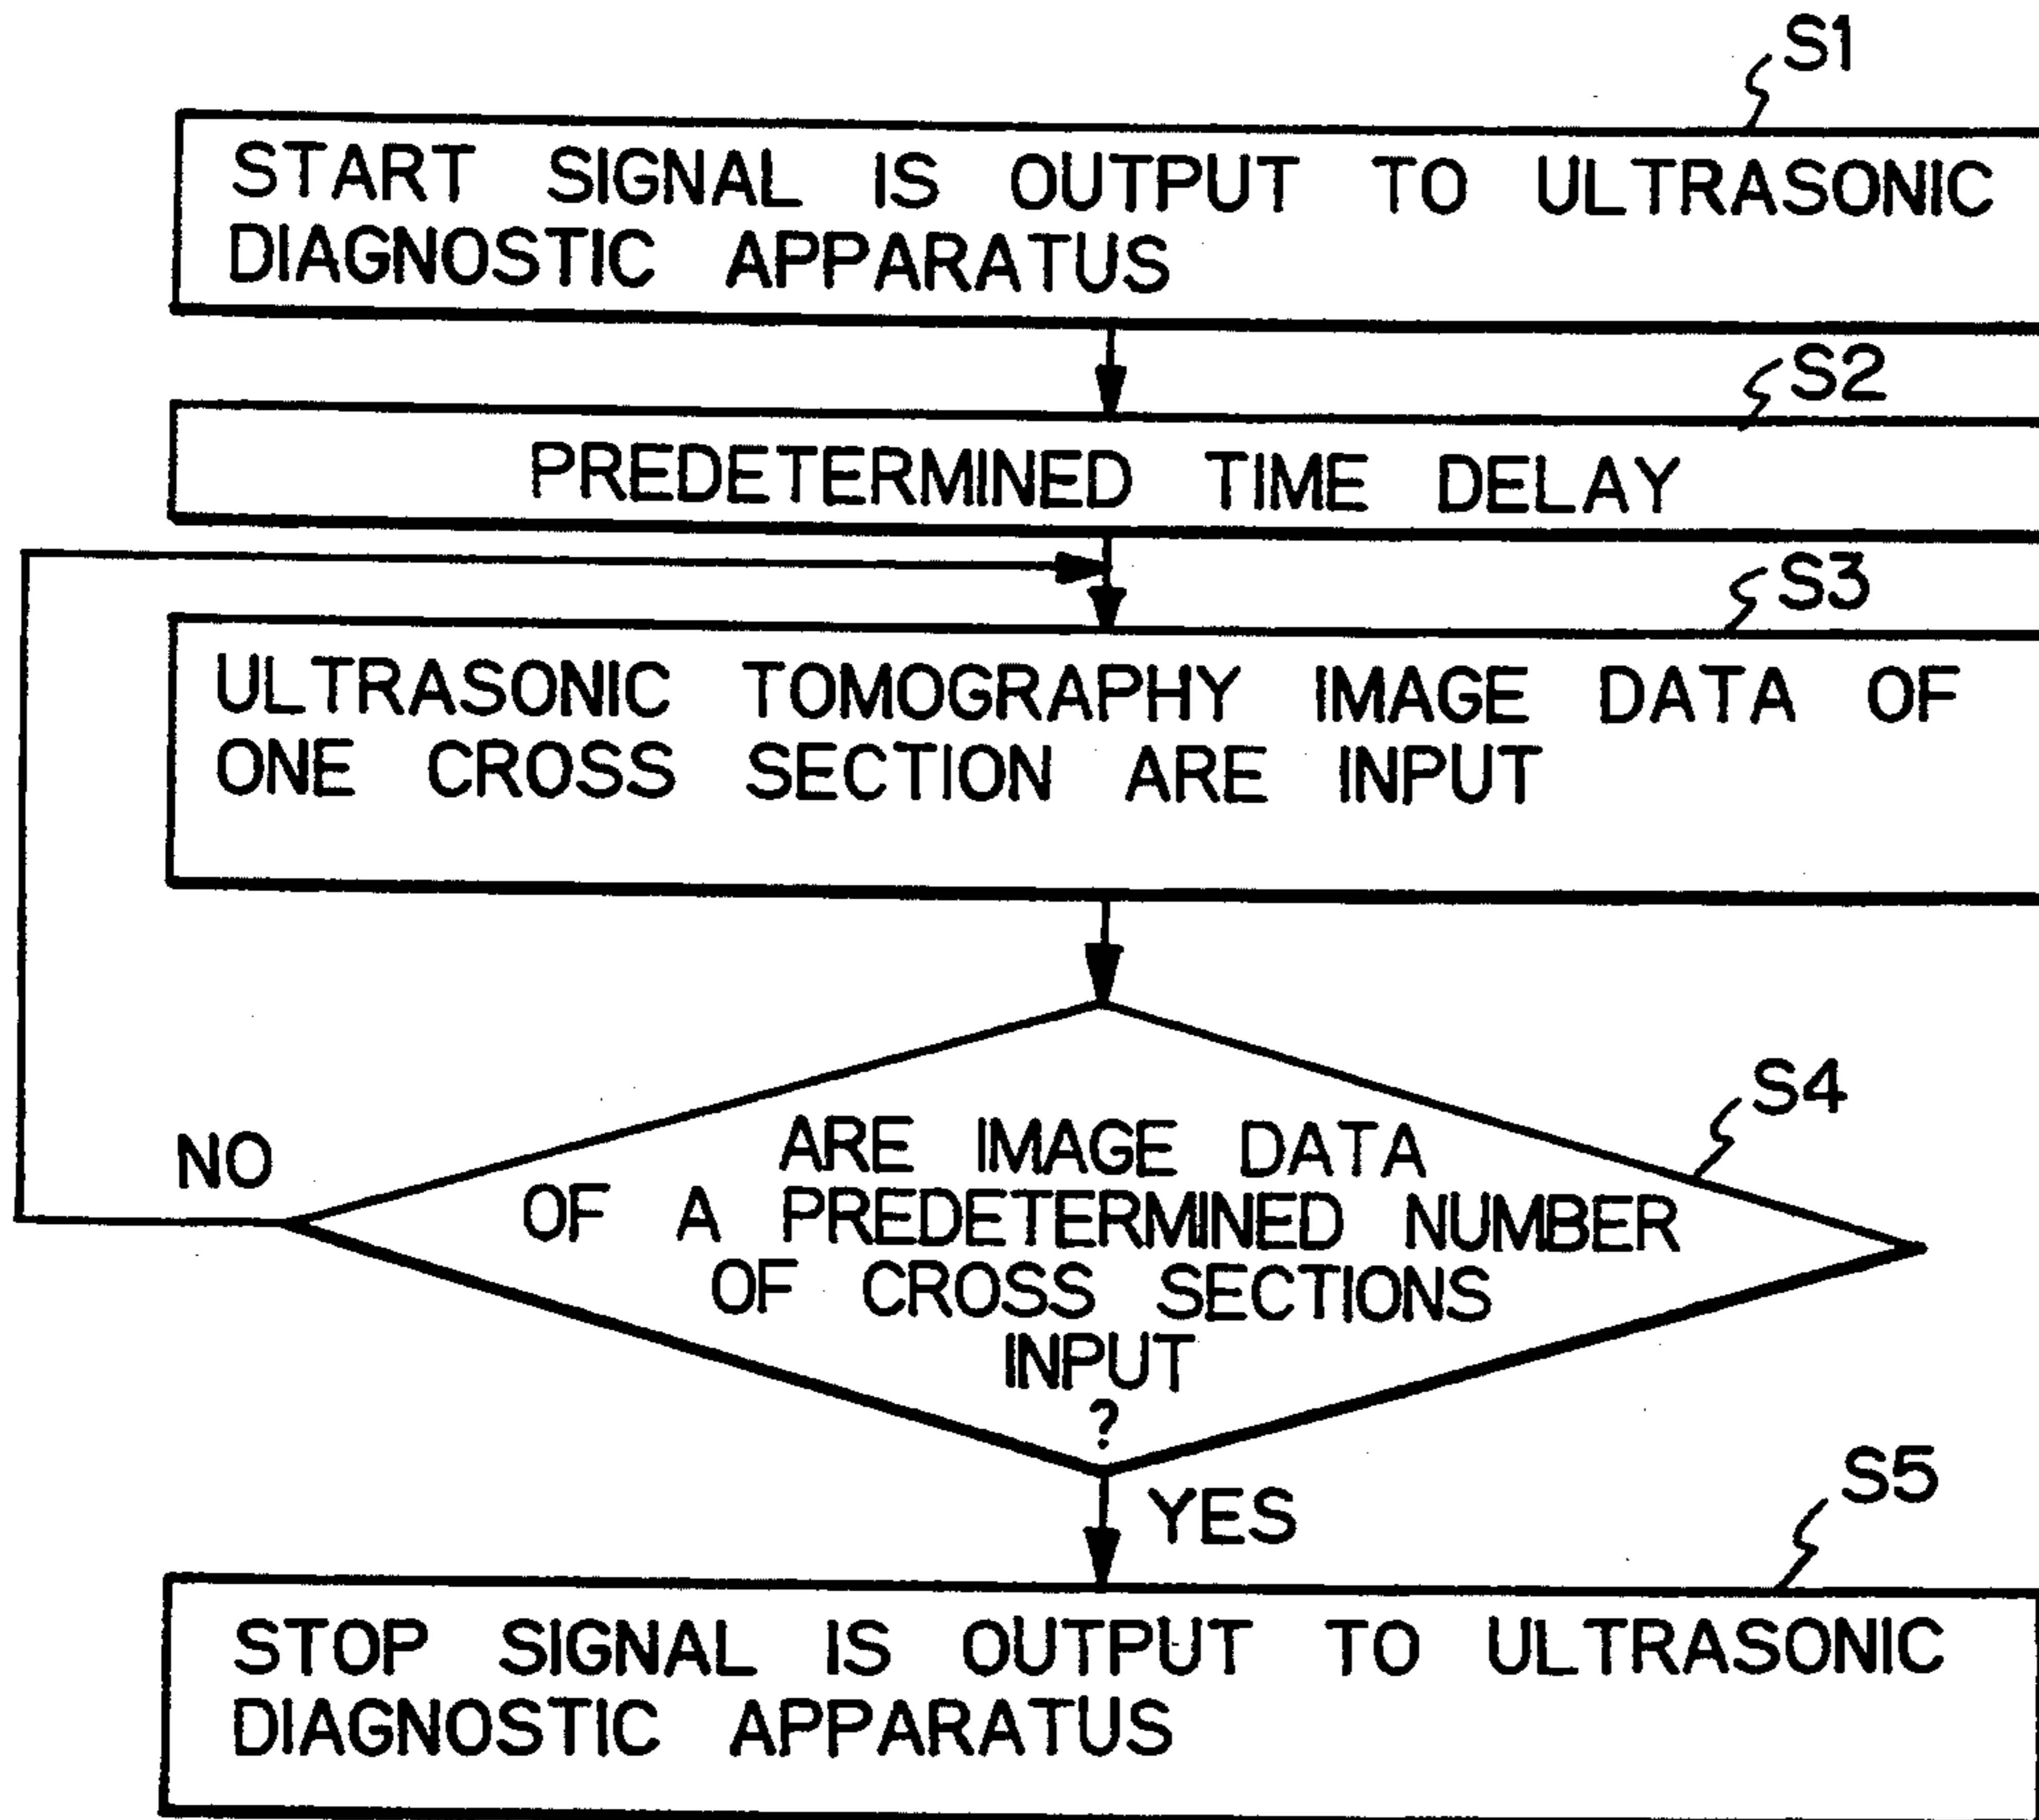 S1
START SIGNAL IS OUTPUT TO ULTRASONIC
DIAGNOSTIC APPARATUS
S2
PREDETERMINED TIME DELAY
S3
ULTRASONIC TOMOGRAPHY IMAGE DATA OF
ONE CROSS SECTION ARE INPUT
S4
NO
ARE IMAGE DATA
OF A PREDETERMINED NUMBER
OF CROSS SECTIONS
INPUT
?
YES
S5
STOP SIGNAL IS OUTPUT TO ULTRASONIC
DIAGNOSTIC APPARATUS